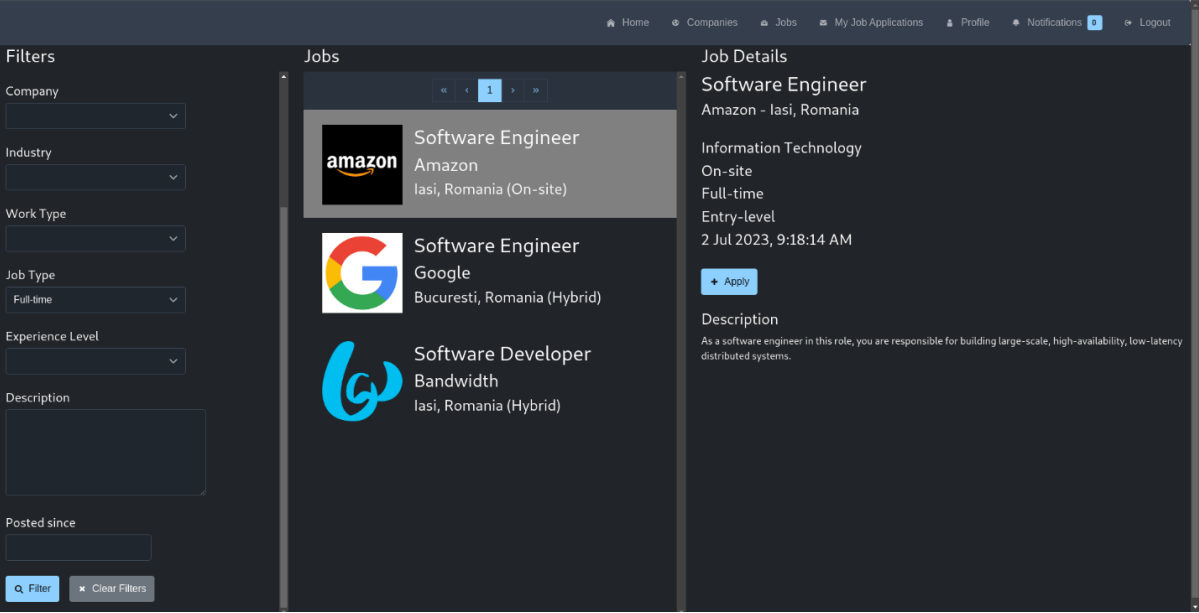 Home Companies Jobs My Job Applications Profile Notifications 0 Logout
Filters
Company
Industry
Work Type
Job Type
Full-time
Experience Level
Description
Posted since
Filter Clear Filters
Jobs
« ‹ 1 › »
amazon
Software Engineer
Amazon
Iasi, Romania (On-site)
Software Engineer
Google
Bucuresti, Romania (Hybrid)
Software Developer
Bandwidth
Iasi, Romania (Hybrid)
Job Details
Software Engineer
Amazon - Iasi, Romania
Information Technology
On-site
Full-time
Entry-level
2 Jul 2023, 9:18:14 AM
+ Apply
Description
As a software engineer in this role, you are responsible for building large-scale, high-availability, low-latency
distributed systems.